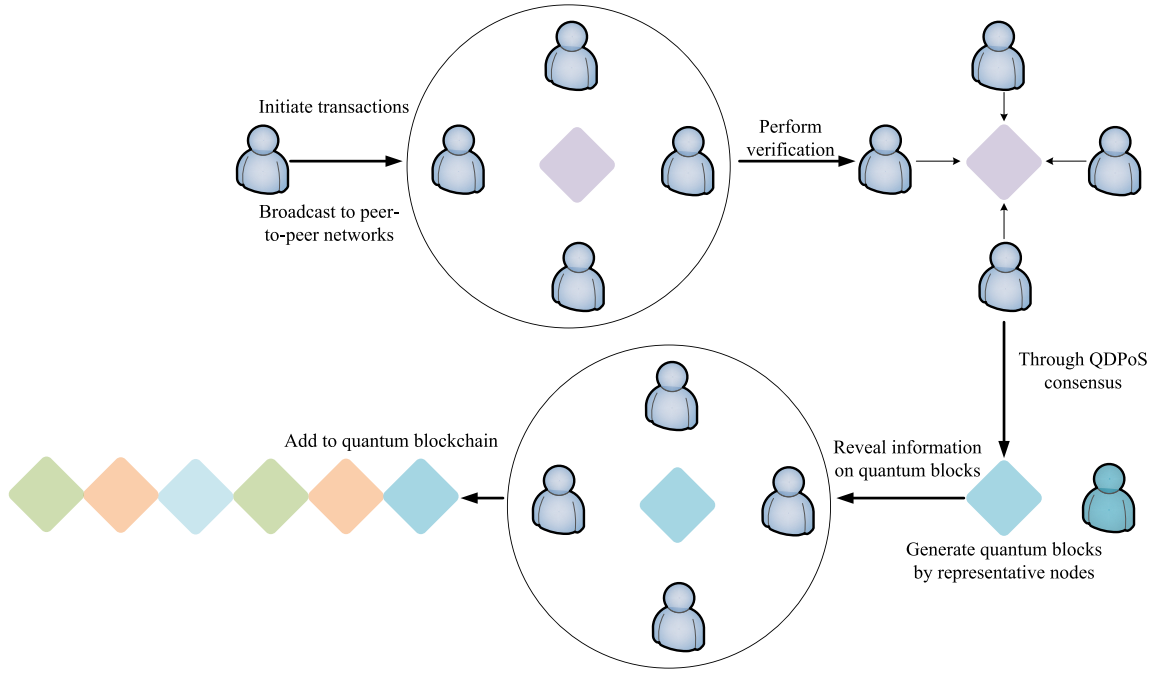 Initiate transactions
Broadcast to peer-
to-peer networks
Perform
verification
Through QDPoS
consensus
Generate quantum blocks
by representative nodes
Reveal information
on quantum blocks
Add to quantum blockchain